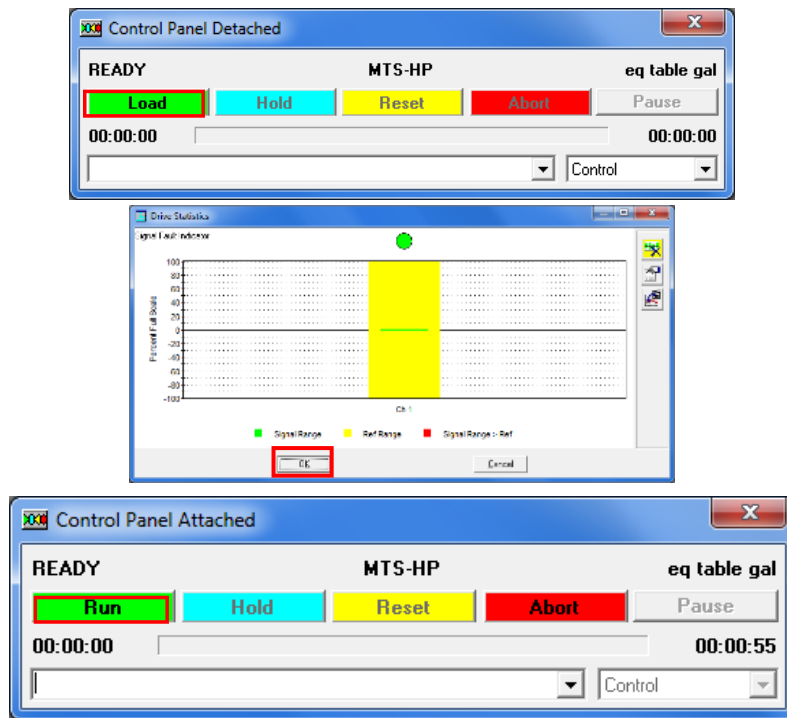 Control Panel Detached
READY MTS-HP eq table gal
Load Hold Reset Abort Pause
00:00:00 00:00:00
Control
Drive Statistics
Signal Fault Indicator
100
80
60
40
20
0
-20
-40
-60
-80
-100
Percent Full Scale
Ch 1
Signal Range Ref Range Signal Range > Ref
OK Cancel
Control Panel Attached
READY MTS-HP eq table gal
Run Hold Reset Abort Pause
00:00:00 00:00:55
Control